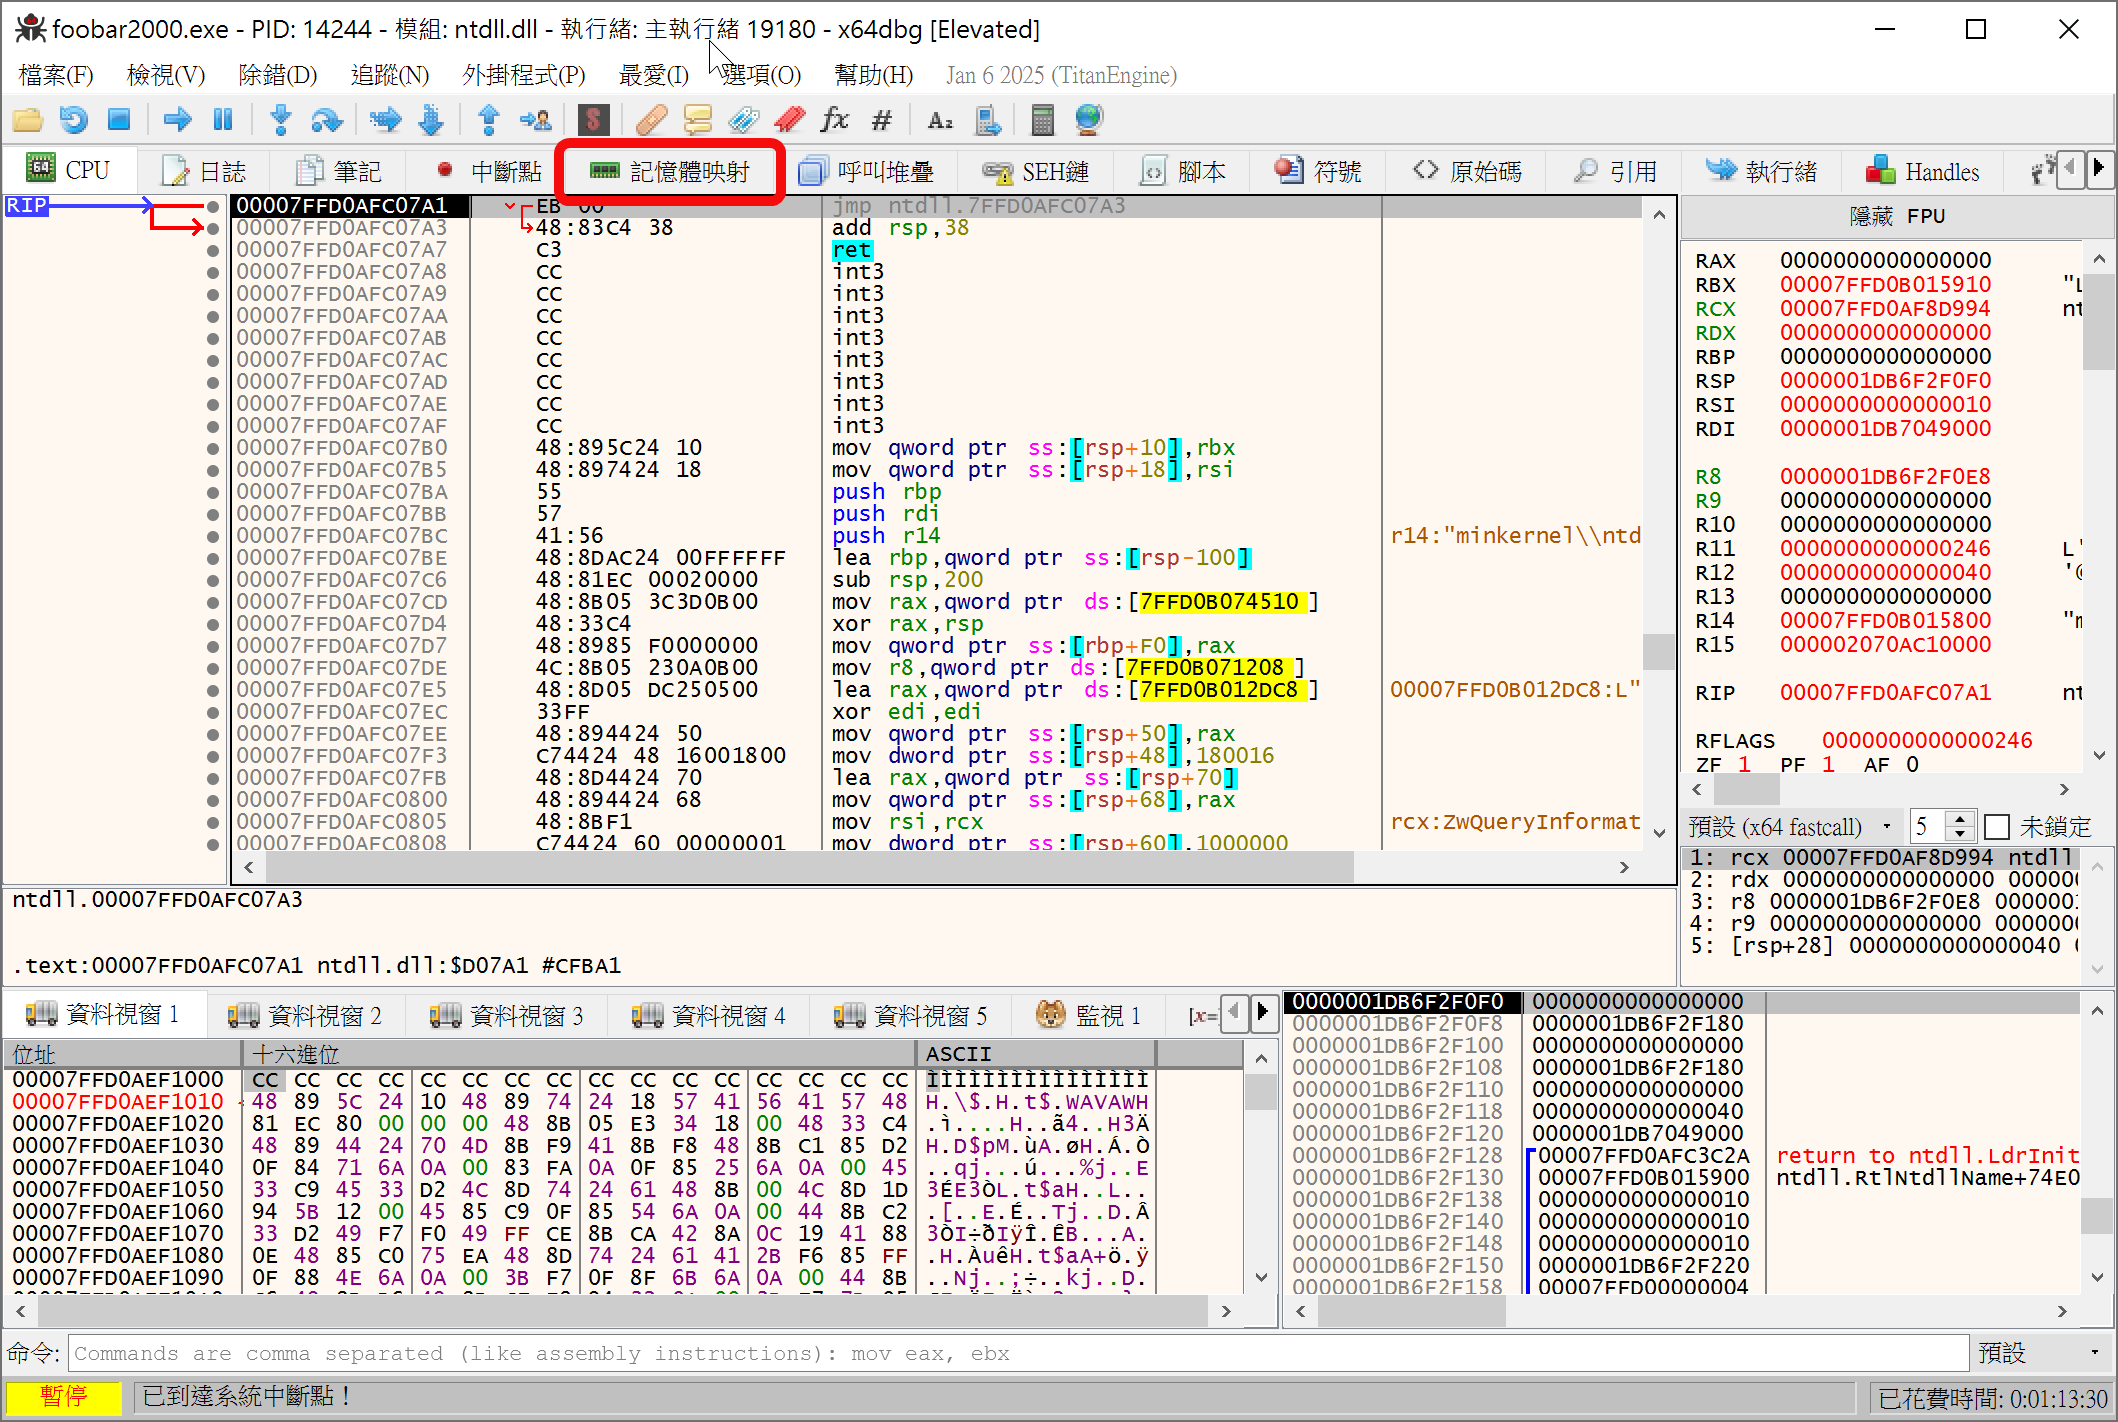 foobar2000.exe - PID: 14244 - 模組: ntdll.dll - 執行緒: 主執行緒 19180 - x64dbg [Elevated]
檔案(F) 檢視(V) 除錯(D) 追蹤(N) 外掛程式(P) 最愛(I) 選項(O) 幫助(H) Jan 6 2025 (TitanEngine)
CPU 日誌 筆記 中斷點 記憶體映射 呼叫堆疊 SEH鏈 腳本 符號 原始碼 引用 執行緒 Handles
RIP
00007FFD0AFC07A1 EB 00 jmp ntdll.7FFD0AFC07A3
00007FFD0AFC07A3 48:83C4 38 add rsp,38
00007FFD0AFC07A7 C3 ret
00007FFD0AFC07A8 CC int3
00007FFD0AFC07A9 CC int3
00007FFD0AFC07AA CC int3
00007FFD0AFC07AB CC int3
00007FFD0AFC07AC CC int3
00007FFD0AFC07AD CC int3
00007FFD0AFC07AE CC int3
00007FFD0AFC07AF CC int3
00007FFD0AFC07B0 48:895C24 10 mov qword ptr ss:[rsp+10],rbx
00007FFD0AFC07B5 48:897424 18 mov qword ptr ss:[rsp+18],rsi
00007FFD0AFC07BA 55 push rbp
00007FFD0AFC07BB 57 push rdi
00007FFD0AFC07BC 41:56 push r14 r14:"minkernel\\ntd
00007FFD0AFC07BE 48:8DAC24 00FFFFFF lea rbp,qword ptr ss:[rsp-100]
00007FFD0AFC07C6 48:81EC 00020000 sub rsp,200
00007FFD0AFC07CD 48:8B05 3C3D0B00 mov rax,qword ptr ds:[7FFD0B074510]
00007FFD0AFC07D4 48:33C4 xor rax,rsp
00007FFD0AFC07D7 48:8985 F0000000 mov qword ptr ss:[rbp+F0],rax
00007FFD0AFC07DE 4C:8B05 230A0B00 mov r8,qword ptr ds:[7FFD0B071208]
00007FFD0AFC07E5 48:8D05 DC250500 lea rax,qword ptr ds:[7FFD0B012DC8] 00007FFD0B012DC8:L"
00007FFD0AFC07EC 33FF xor edi,edi
00007FFD0AFC07EE 48:894424 50 mov qword ptr ss:[rsp+50],rax
00007FFD0AFC07F3 C74424 48 16001800 mov dword ptr ss:[rsp+48],180016
00007FFD0AFC07FB 48:8D4424 70 lea rax,qword ptr ss:[rsp+70]
00007FFD0AFC0800 48:894424 68 mov qword ptr ss:[rsp+68],rax
00007FFD0AFC0805 48:8BF1 mov rsi,rcx rcx:ZwQueryInformat
00007FFD0AFC0808 C74424 60 00000001 mov dword ptr ss:[rsp+60],1000000
隱藏 FPU
RAX 0000000000000000
RBX 00007FFD0B015910 "L
RCX 00007FFD0AF8D994 nt
RDX 0000000000000000
RBP 0000000000000000
RSP 0000001DB6F2F0F0
RSI 0000000000000010
RDI 0000001DB7049000
R8 0000001DB6F2F0E8
R9 0000000000000000
R10 0000000000000000
R11 0000000000000246 L'
R12 0000000000000040 '@
R13 0000000000000000
R14 00007FFD0B015800 "m
R15 000002070AC10000
RIP 00007FFD0AFC07A1 nt
RFLAGS 0000000000000246
ZF 1 PF 1 AF 0
預設 (x64 fastcall) 5 未鎖定
1: rcx 00007FFD0AF8D994 ntdll
2: rdx 0000000000000000 000000
3: r8 0000001DB6F2F0E8 0000001
4: r9 0000000000000000 0000000
5: [rsp+28] 0000000000000040
ntdll.00007FFD0AFC07A3
.text:00007FFD0AFC07A1 ntdll.dll:$D07A1 #CFBA1
資料視窗 1 資料視窗 2 資料視窗 3 資料視窗 4 資料視窗 5 監視 1 [x=
位址 十六進位 ASCII
00007FFD0AEF1000 CC CC CC CC CC CC CC CC CC CC CC CC CC CC CC CC ÌÌÌÌÌÌÌÌÌÌÌÌÌÌÌÌ
00007FFD0AEF1010 48 89 5C 24 10 48 89 74 24 18 57 41 56 41 57 48 H.\$.H.t$.WAVAWH
00007FFD0AEF1020 81 EC 80 00 00 00 48 8B 05 E3 34 18 00 48 33 C4 .ì....H..ã4..H3Ä
00007FFD0AEF1030 48 89 44 24 70 4D 8B F9 41 8B F8 48 8B C1 85 D2 H.D$pM.ùA.øH.Á.Ò
00007FFD0AEF1040 0F 84 71 6A 0A 00 83 FA 0A 0F 85 25 6A 0A 00 45 ..qj...ú...%j..E
00007FFD0AEF1050 33 C9 45 33 D2 4C 8D 74 24 61 48 8B 00 4C 8D 1D 3ÉE3ÒL.t$aH..L..
00007FFD0AEF1060 94 5B 12 00 45 85 C9 0F 85 54 6A 0A 00 44 8B C2 .[..E.É..Tj..D.Â
00007FFD0AEF1070 33 D2 49 F7 F0 49 FF CE 8B CA 42 8A 0C 19 41 88 3ÒI÷ðIÿÎ.ÊB...A.
00007FFD0AEF1080 0E 48 85 C0 75 EA 48 8D 74 24 61 41 2B F6 85 FF .H.ÀuêH.t$aA+ö.ÿ
00007FFD0AEF1090 0F 88 4E 6A 0A 00 3B F7 0F 8F 6B 6A 0A 00 44 8B ..Nj..;÷..kj..D.
0000001DB6F2F0F0 0000000000000000
0000001DB6F2F0F8 0000001DB6F2F180
0000001DB6F2F100 0000000000000000
0000001DB6F2F108 0000001DB6F2F180
0000001DB6F2F110 0000000000000000
0000001DB6F2F118 0000000000000040
0000001DB6F2F120 0000001DB7049000
0000001DB6F2F128 00007FFD0AFC3C2A return to ntdll.LdrInit
0000001DB6F2F130 00007FFD0B015900 ntdll.RtlNtdllName+74E0
0000001DB6F2F138 0000000000000010
0000001DB6F2F140 0000000000000010
0000001DB6F2F148 0000000000000010
0000001DB6F2F150 0000001DB6F2F220
0000001DB6F2F158 00007FFD00000004
命令: Commands are comma separated (like assembly instructions): mov eax, ebx 預設
暫停 已到達系統中斷點！ 已花費時間: 0:01:13:30